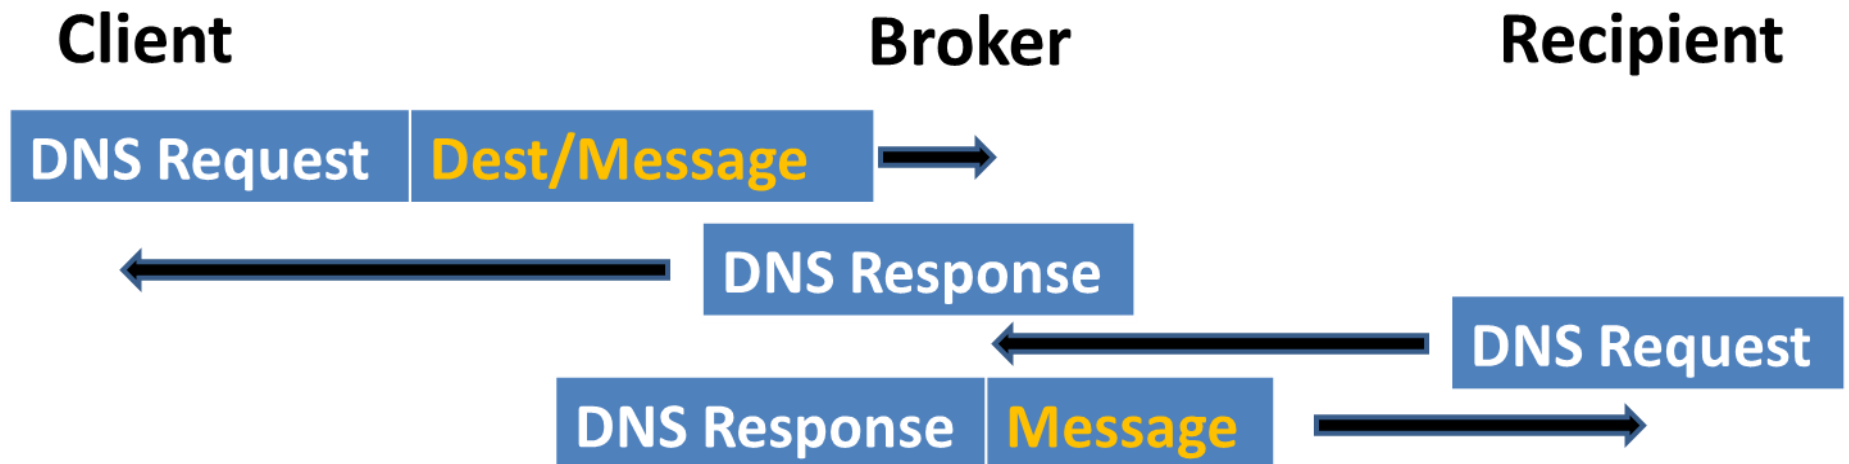 Client Broker Recipient
DNS Request Dest/Message
DNS Response
DNS Request
DNS Response Message